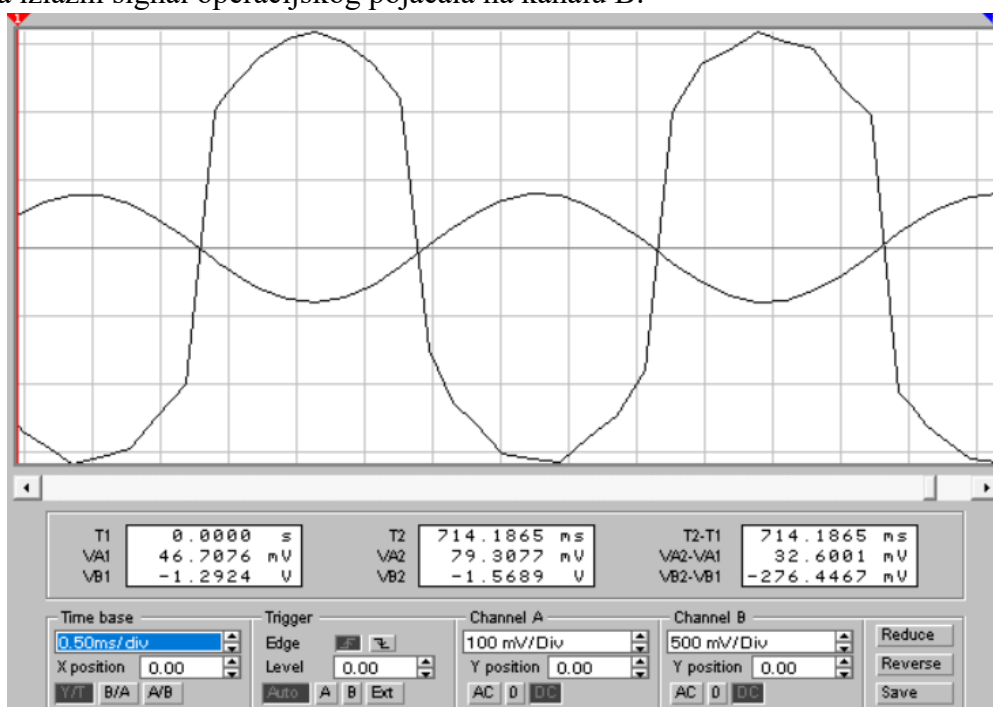 a izlazni signal operacijskog pojačala na kanalu B.
1
T1 0.0000 s T2 714.1865 ms T2-T1 714.1865 ms
VA1 46.7076 mV VA2 79.3077 mV VA2-VA1 32.6001 mV
VB1 -1.2924 V VB2 -1.5689 V VB2-VB1 -276.4467 mV
Time base Trigger Channel A Channel B
0.50ms/div Edge 100 mV/Div 500 mV/Div Reduce
X position 0.00 Level 0.00 Y position 0.00 Y position 0.00 Reverse
Y/T B/A A/B Auto A B Ext AC 0 DC AC 0 DC Save